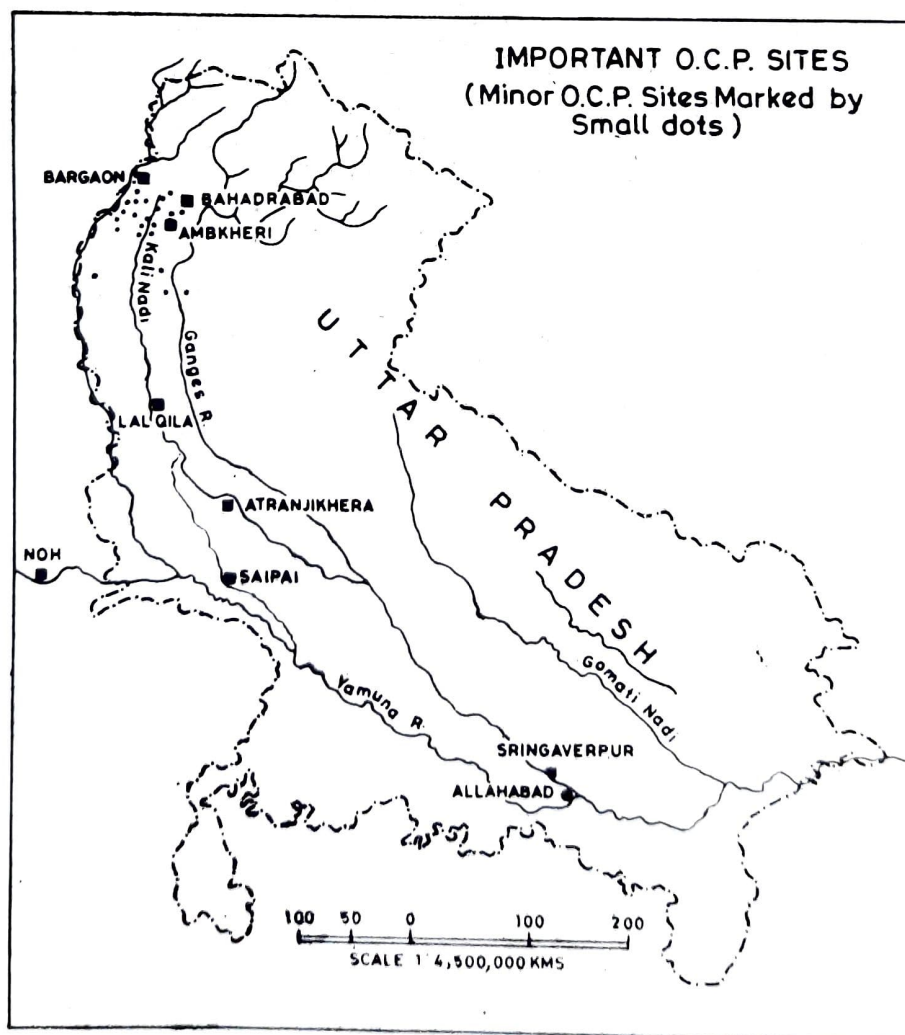 IMPORTANT O.C.P. SITES
(Minor O.C.P. Sites Marked by
Small dots)
BARGAON
BAHADRABAD
AMBKHERI
Kali Nadi
Ganges R.
UTTAR PRADESH
LAL QILA
ATRANJIKHERA
NOH
SAIPAI
Yamuna R.
Gomati Nadi
SRINGAVERPUR
ALLAHABAD
100 50 0 100 200
SCALE 1 4,500,000 KMS